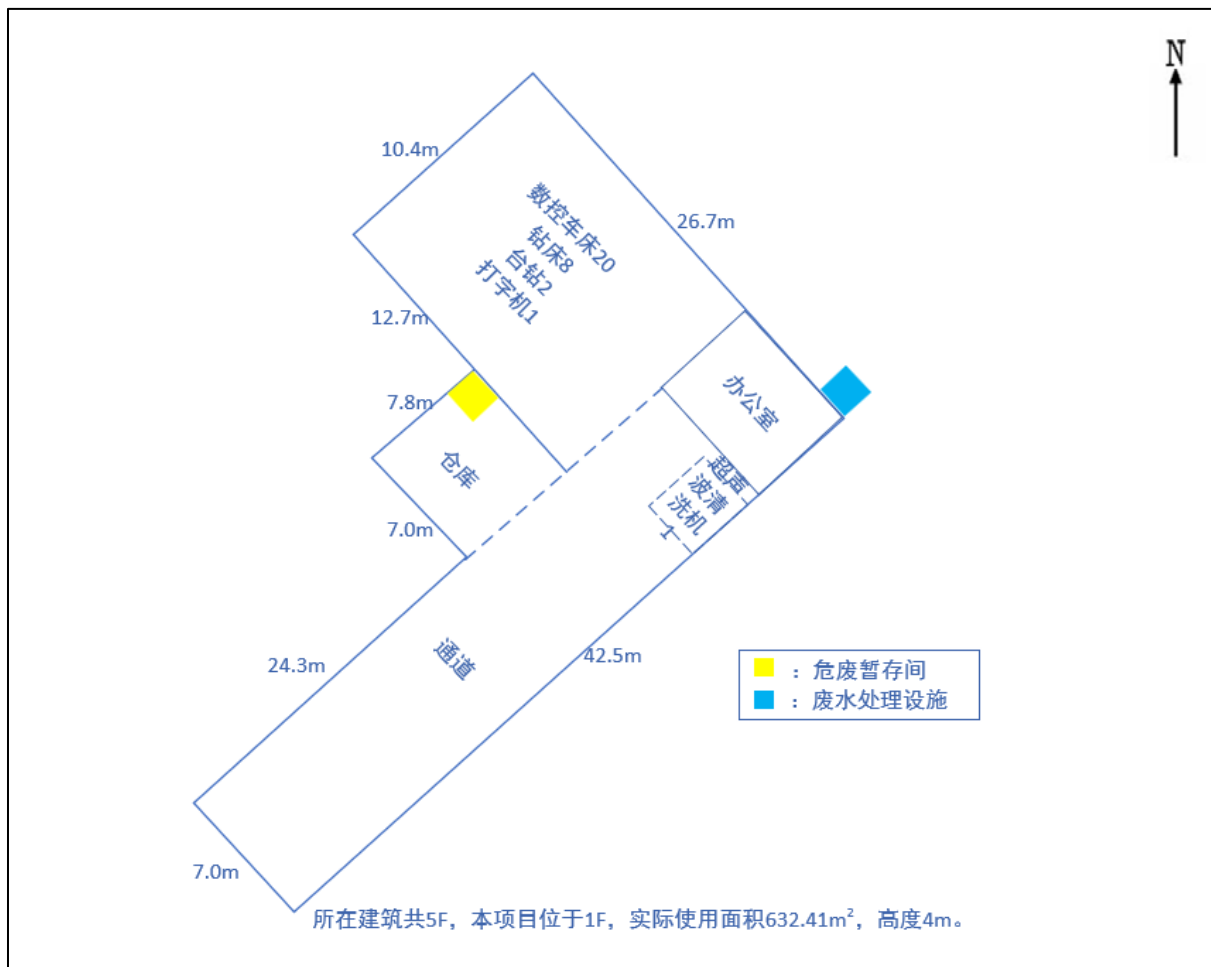 N
10.4m
26.7m
数控车床20
钻床8
台钻2
打字机1
12.7m
7.8m
办公室
仓库
超声
波清
洗机
1
7.0m
通道
24.3m
42.5m
：危废暂存间
：废水处理设施
7.0m
所在建筑共5F，本项目位于1F，实际使用面积632.41m²，高度4m。